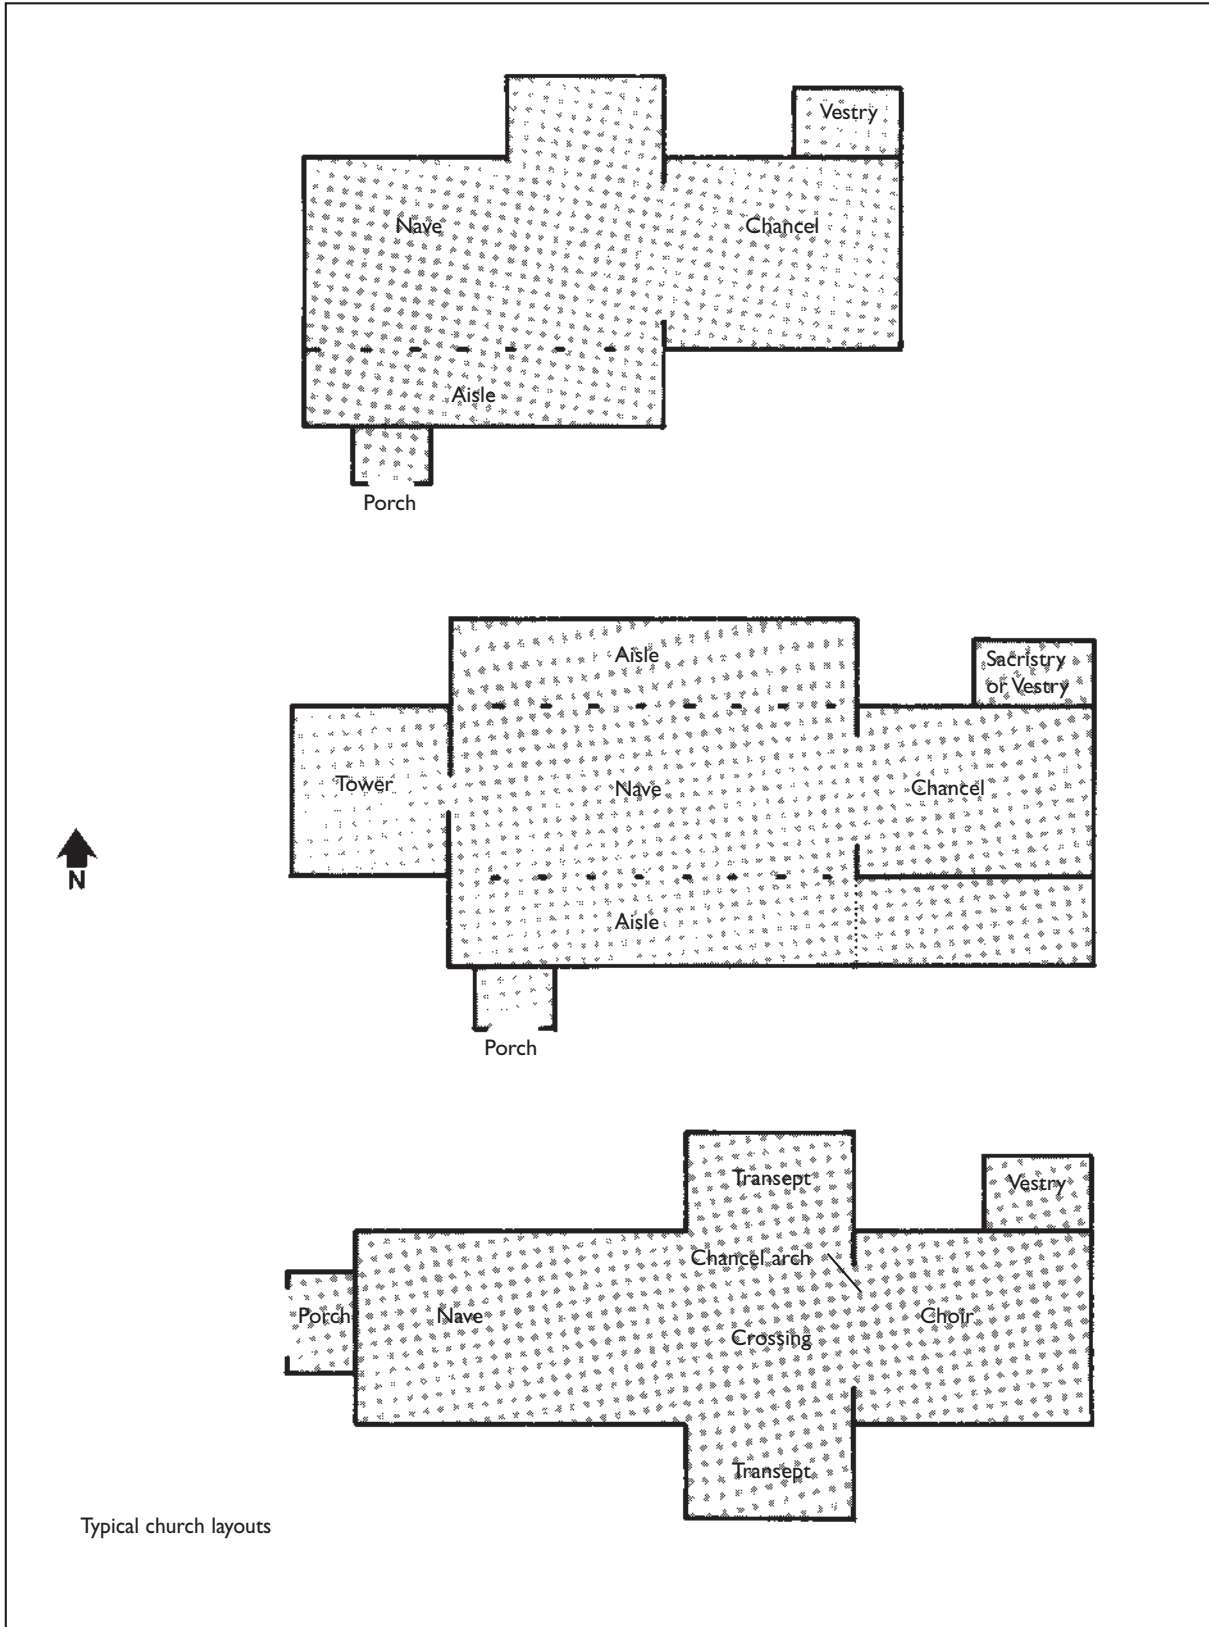 Vestry
Nave
Chancel
Aisle
Porch
Aisle
Sacristry
or Vestry
Tower
Nave
Chancel
N
Aisle
Porch
Transept
Vestry
Chancel arch
Porch
Nave
Choir
Crossing
Transept
Typical church layouts